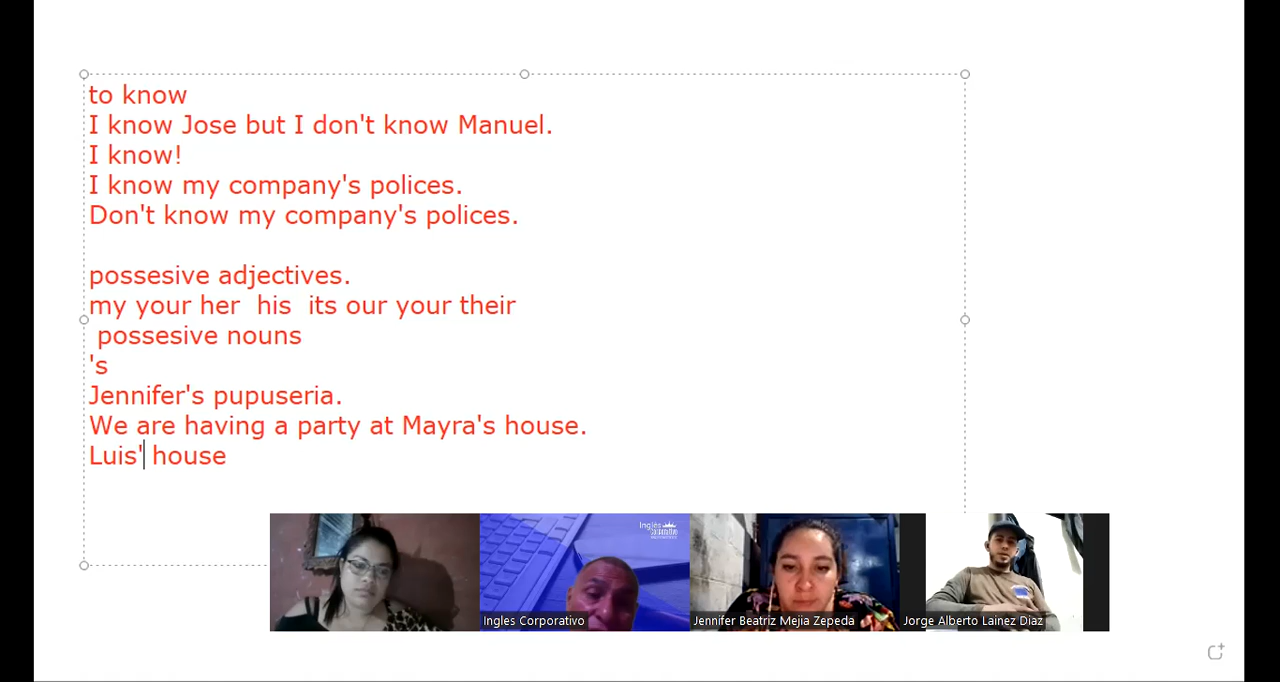 to know
I know Jose but I don't know Manuel.
I know!
I know my company's polices.
Don't know my company's polices.
possesive adjectives.
my your her his its our your their
possesive nouns
's
Jennifer's pupuseria.
We are having a party at Mayra's house.
Luis' house
Inglés
corporativo
Ingles Corporativo
Jennifer Beatriz Mejia Zepeda
Jorge Alberto Lainez Diaz